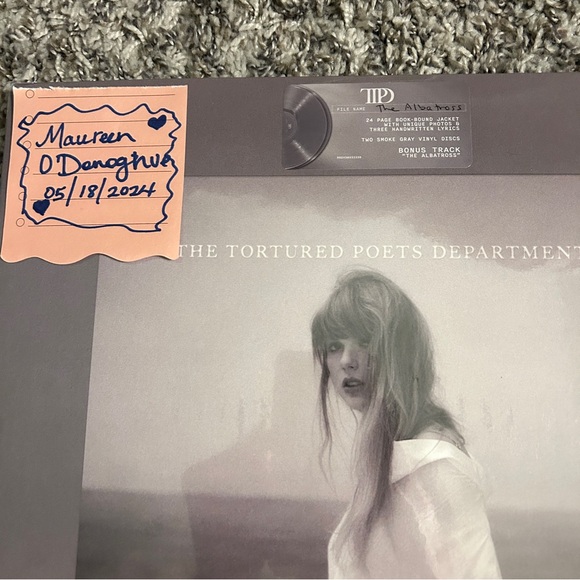 Maureen
O'Donoghue
05/18/2024
TTPD
FILE NAME The Albatross
24 PAGE BOOK-BOUND JACKET
WITH UNIQUE PHOTOS &
THREE HANDWRITTEN LYRICS
TWO SMOKE GRAY VINYL DISCS
BONUS TRACK
"THE ALBATROSS"
THE TORTURED POETS DEPARTMENT